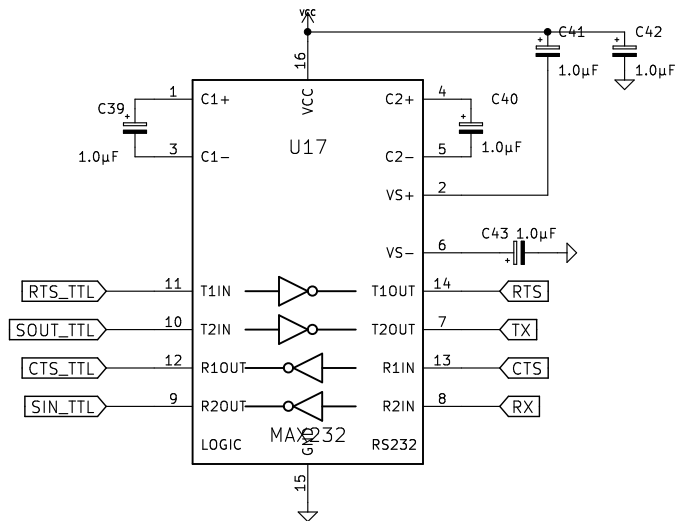 VCC
C41
C42
16
1.0µF
1.0µF
1
C1+
VCC
C2+
4
C39
C40
U17
1.0µF
3
C1-
C2-
5
1.0µF
VS+
2
C43
1.0µF
VS-
6
RTS_TTL
11
T1IN
T1OUT
14
RTS
SOUT_TTL
10
T2IN
T2OUT
7
TX
CTS_TTL
12
R1OUT
R1IN
13
CTS
SIN_TTL
9
R2OUT
R2IN
8
RX
MAX232
LOGIC
GND
RS232
15